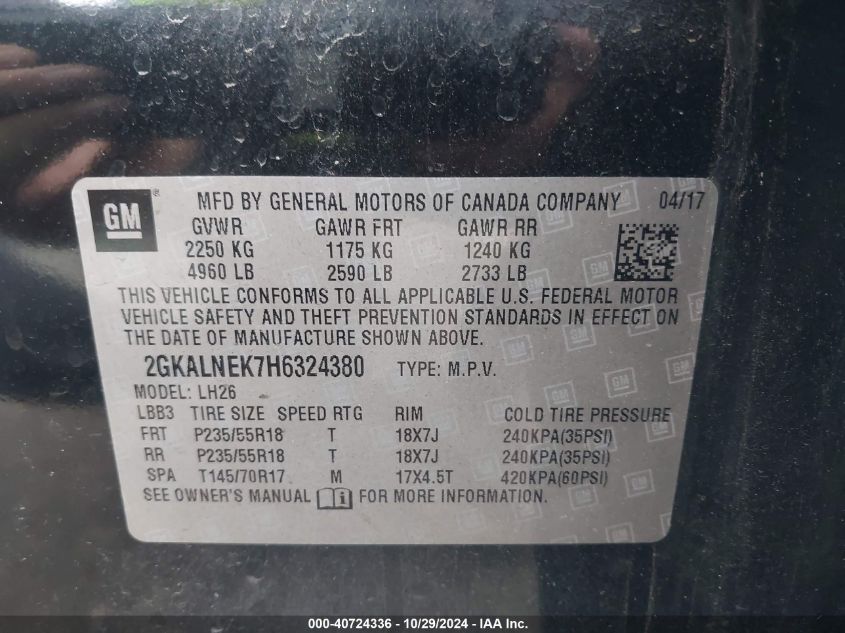 GM ® MFD BY GENERAL MOTORS OF CANADA COMPANY 04/17
GVWR GAWR FRT GAWR RR
2250 KG 1175 KG 1240 KG
4960 LB 2590 LB 2733 LB
THIS VEHICLE CONFORMS TO ALL APPLICABLE U.S. FEDERAL MOTOR
VEHICLE SAFETY AND THEFT PREVENTION STANDARDS IN EFFECT ON
THE DATE OF MANUFACTURE SHOWN ABOVE.
2GKALNEK7H6324380 TYPE: M.P.V.
MODEL: LH26
LBB3 TIRE SIZE SPEED RTG RIM COLD TIRE PRESSURE
FRT P235/55R18 T 18X7J 240KPA(35PSI)
RR P235/55R18 T 18X7J 240KPA(35PSI)
SPA T145/70R17 M 17X4.5T 420KPA(60PSI)
SEE OWNER'S MANUAL i FOR MORE INFORMATION.
000-40724336 - 10/29/2024 - IAA Inc.